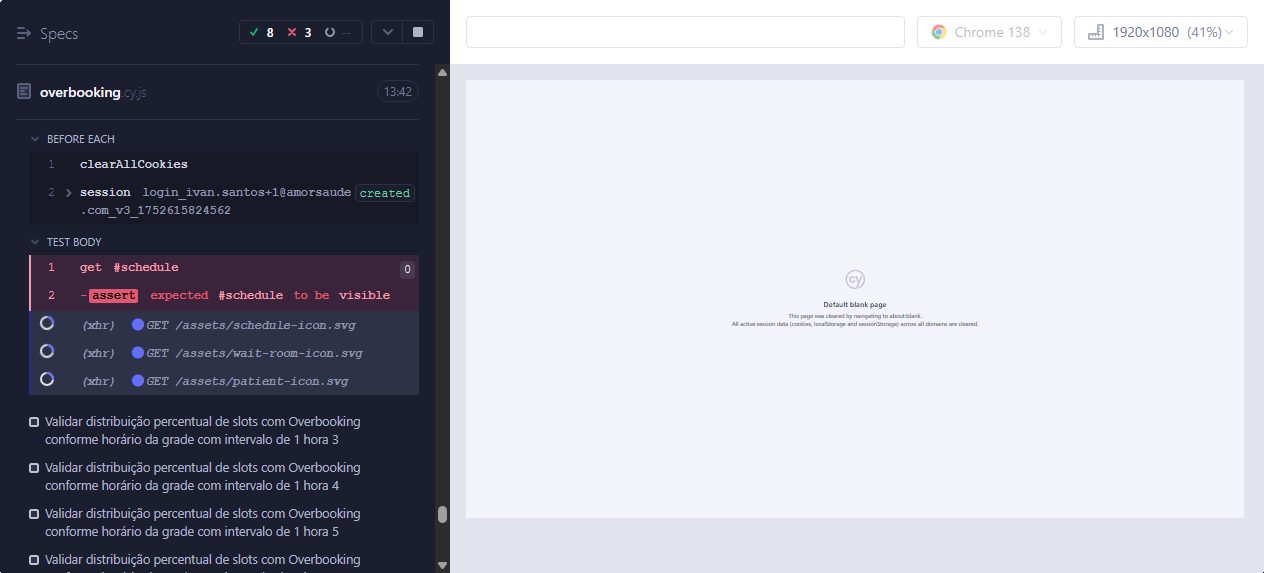 Specs
8 3 --
Chrome 138
1920x1080 (41%)
overbooking.cy.js
13:42
BEFORE EACH
1 clearAllCookies
2 session login_ivan.santos+1@amorsaude created
.com_v3_1752615824562
TEST BODY
1 get #schedule 0
2 -assert expected #schedule to be visible
(xhr) GET /assets/schedule-icon.svg
(xhr) GET /assets/wait-room-icon.svg
(xhr) GET /assets/patient-icon.svg
Validar distribuição percentual de slots com Overbooking
conforme horário da grade com intervalo de 1 hora 3
Validar distribuição percentual de slots com Overbooking
conforme horário da grade com intervalo de 1 hora 4
Validar distribuição percentual de slots com Overbooking
conforme horário da grade com intervalo de 1 hora 5
Validar distribuição percentual de slots com Overbooking
cy
Default blank page
This page was cleared by navigating to about:blank.
All active session data (cookies, localStorage and sessionStorage) across all domains are cleared.